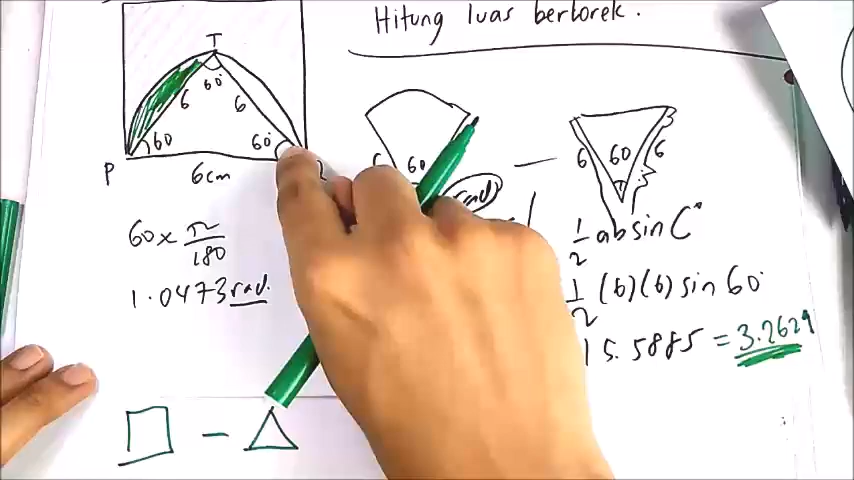 Hitung luas berlorek.
T
60°
6
6
60
60°
P
6cm
60
rad
6
60
6
60 × π/180
1.0473 rad.
1/2 ab sin C°
1/2 (6)(6) sin 60°
15.5885 = 3.2629